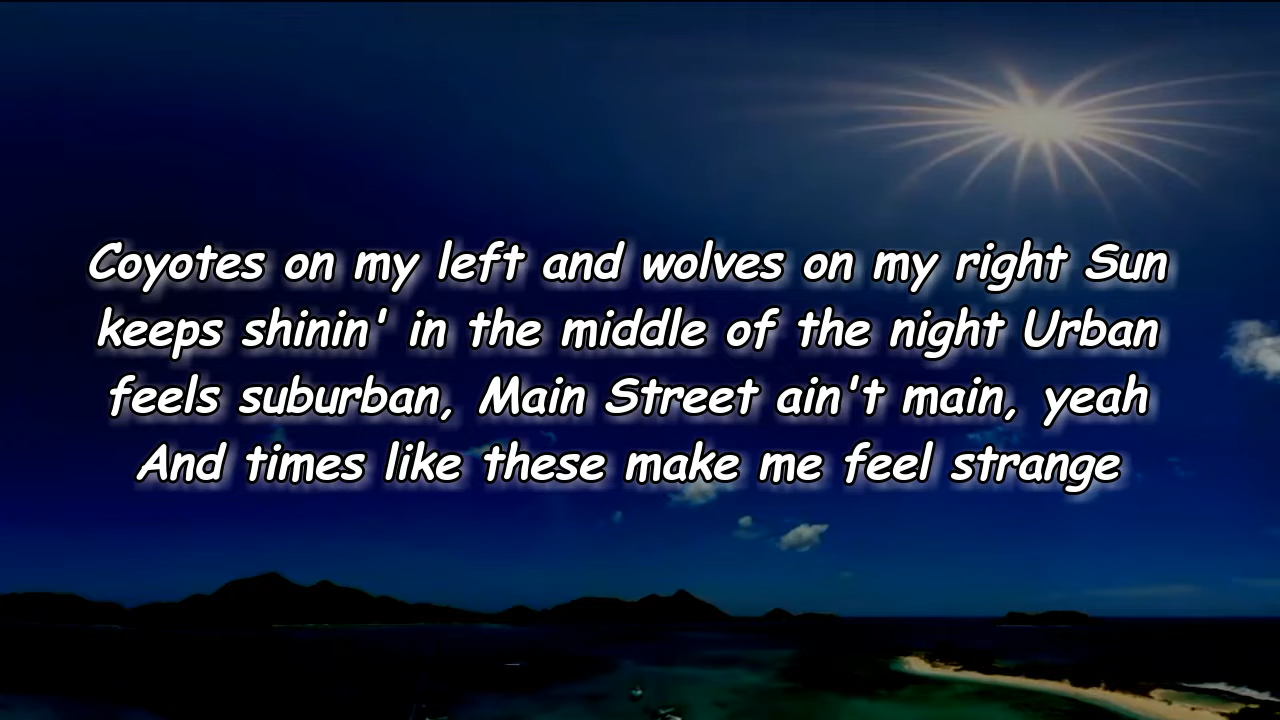 Coyotes on my left and wolves on my right Sun
keeps shinin' in the middle of the night Urban
feels suburban, Main Street ain't main, yeah
And times like these make me feel strange